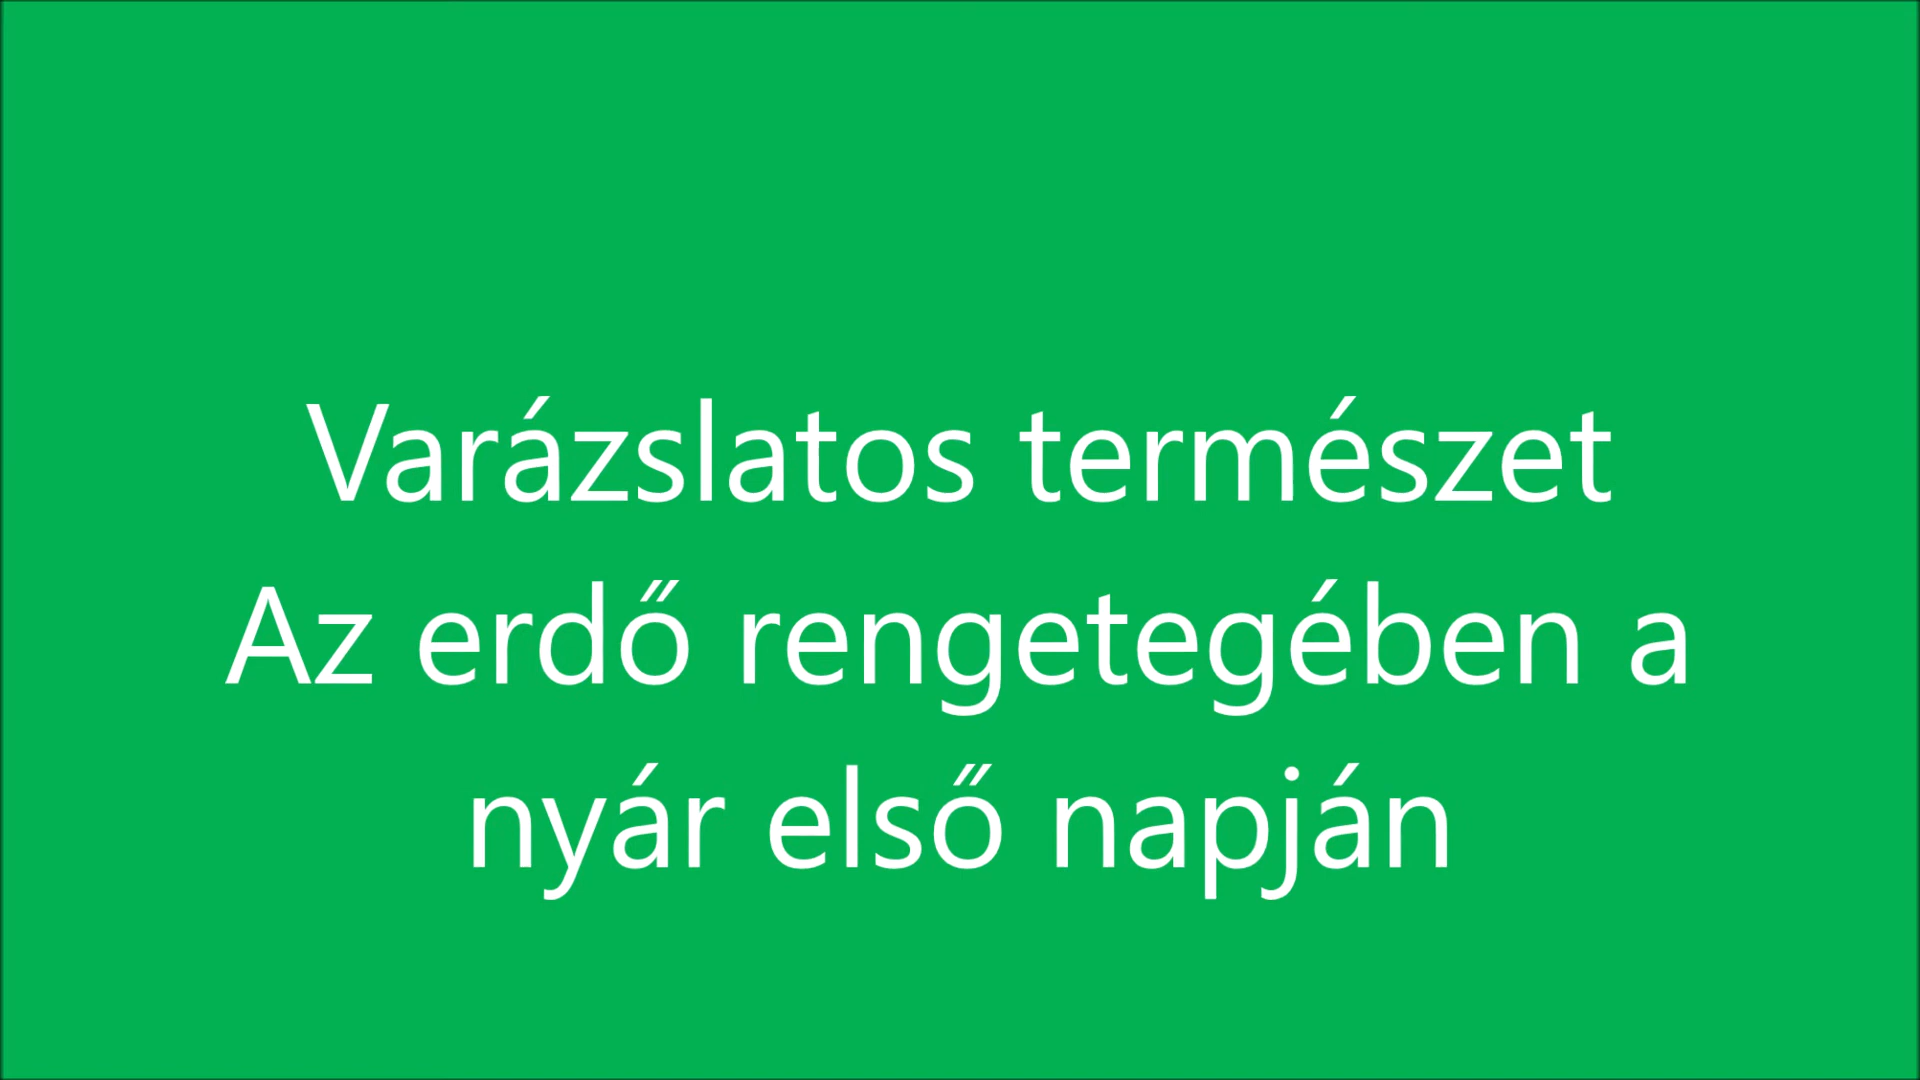 Varázslatos természet
Az erdő rengetegében a
nyár első napján